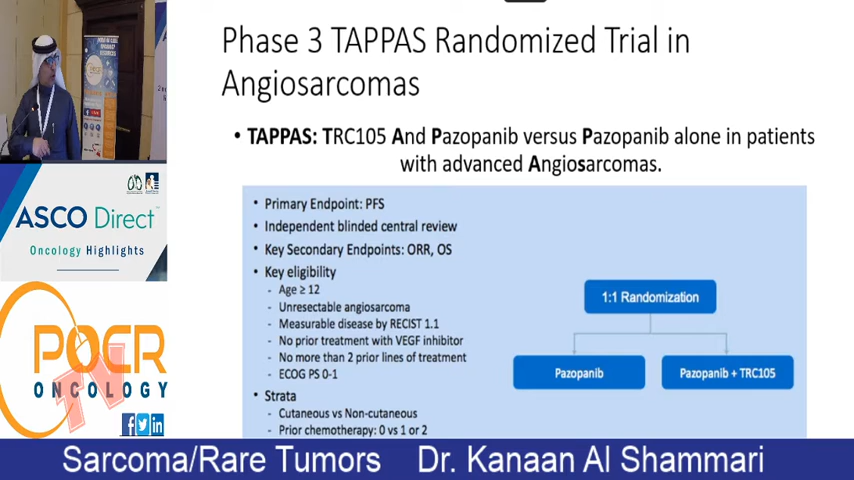 Phase 3 TAPPAS Randomized Trial in
Angiosarcomas
• TAPPAS: TRC105 And Pazopanib versus Pazopanib alone in patients
with advanced Angiosarcomas.
• Primary Endpoint: PFS
• Independent blinded central review
• Key Secondary Endpoints: ORR, OS
• Key eligibility
- Age ≥ 12
- Unresectable angiosarcoma
- Measurable disease by RECIST 1.1
- No prior treatment with VEGF inhibitor
- No more than 2 prior lines of treatment
- ECOG PS 0-1
• Strata
- Cutaneous vs Non-cutaneous
- Prior chemotherapy: 0 vs 1 or 2
1:1 Randomization
Pazopanib
Pazopanib + TRC105
ASCO Direct™
Oncology Highlights
POCR
ONCOLOGY
TV
Sarcoma/Rare Tumors Dr. Kanaan Al Shammari